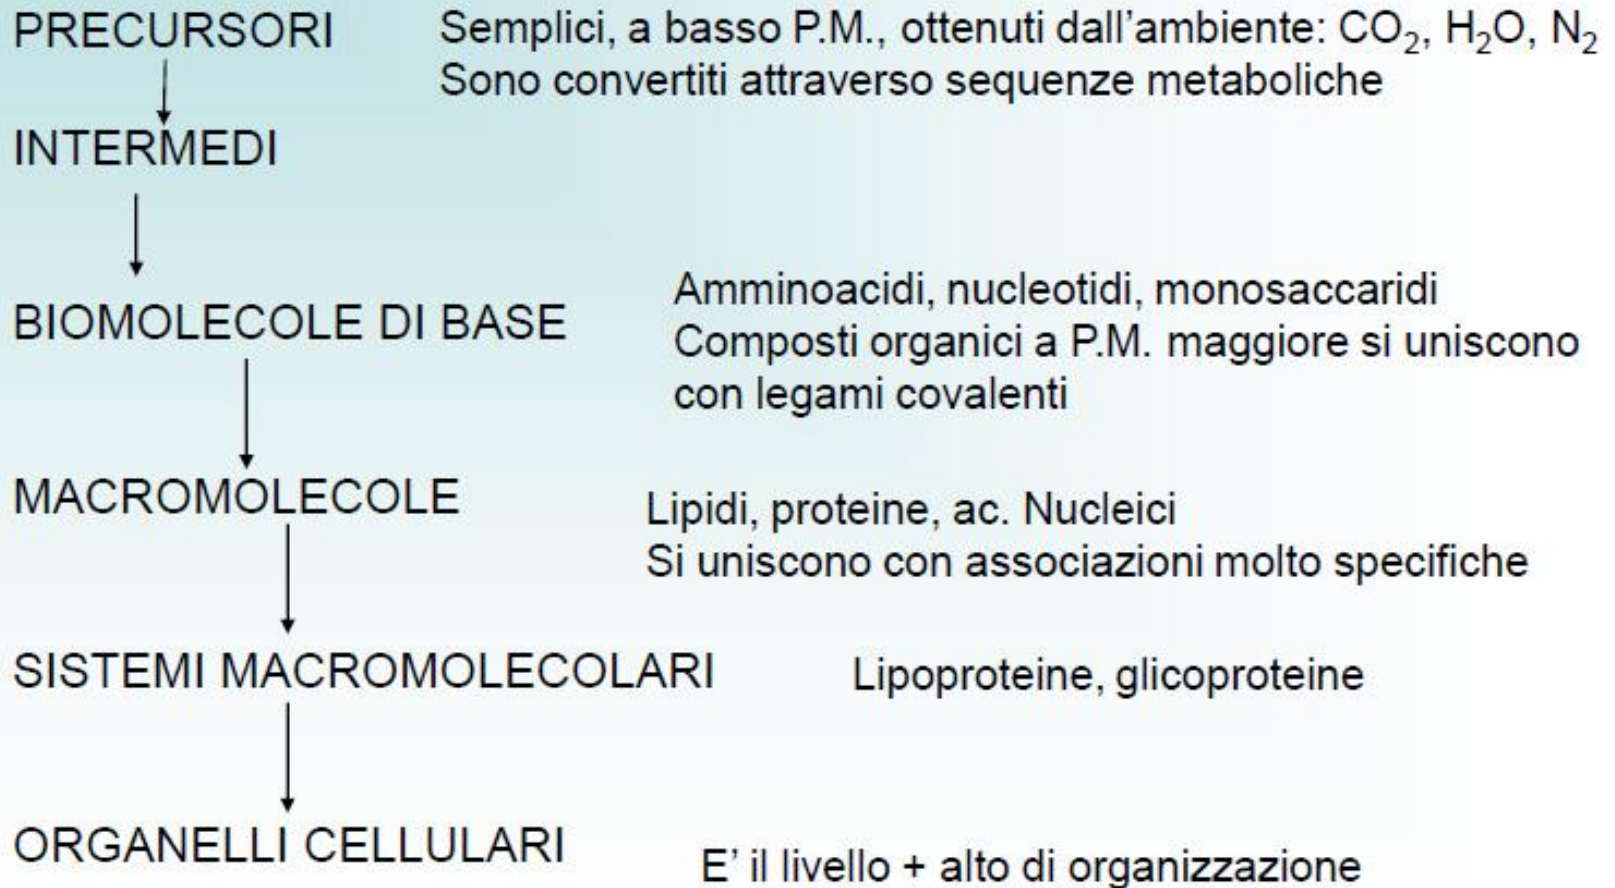 PRECURSORI
Semplici, a basso P.M., ottenuti dall'ambiente: CO₂, H₂O, N₂
Sono convertiti attraverso sequenze metaboliche
INTERMEDI
BIOMOLECOLE DI BASE
Amminoacidi, nucleotidi, monosaccaridi
Composti organici a P.M. maggiore si uniscono
con legami covalenti
MACROMOLECOLE
Lipidi, proteine, ac. Nucleici
Si uniscono con associazioni molto specifiche
SISTEMI MACROMOLECOLARI
Lipoproteine, glicoproteine
ORGANELLI CELLULARI
E' il livello + alto di organizzazione